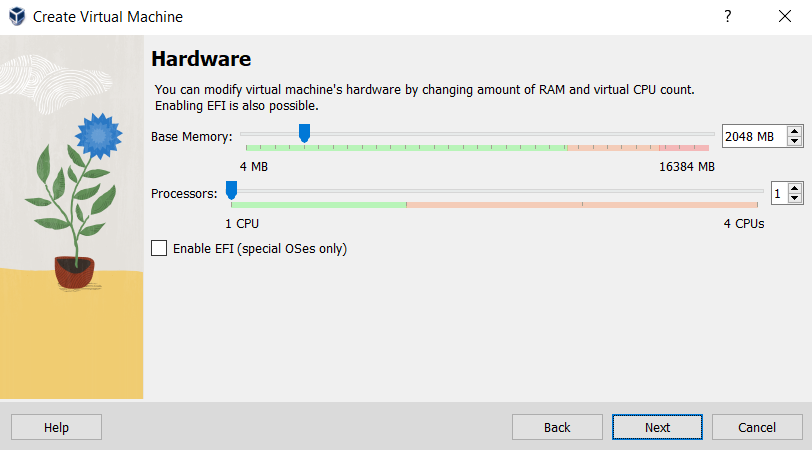 Create Virtual Machine
?
Hardware
You can modify virtual machine's hardware by changing amount of RAM and virtual CPU count.
Enabling EFI is also possible.
Base Memory: 2048 MB
4 MB 16384 MB
Processors: 1
1 CPU 4 CPUs
Enable EFI (special OSes only)
Help Back Next Cancel